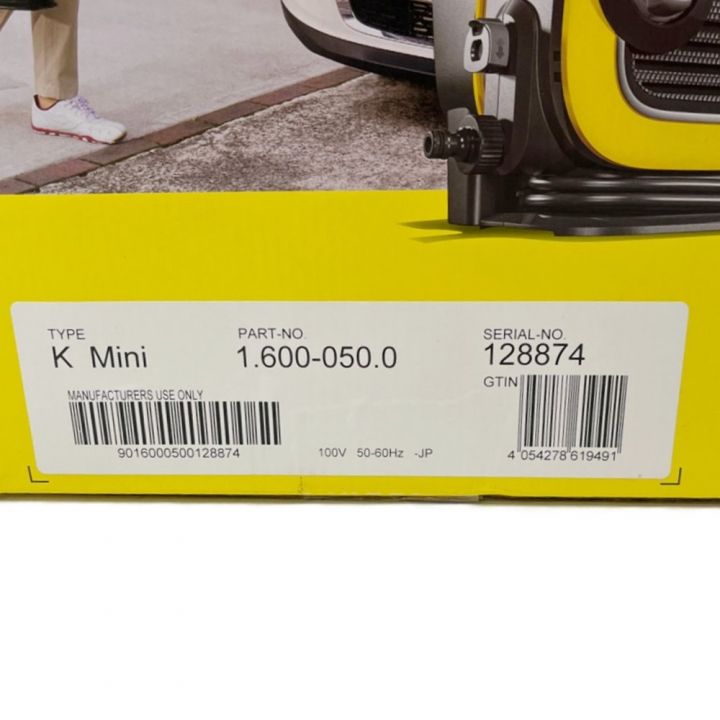 TYPE PART-NO. SERIAL-NO.
K Mini 1.600-050.0 128874
GTIN
MANUFACTURERS USE ONLY
9016000500128874 100V 50-60Hz -JP 4 054278 619491